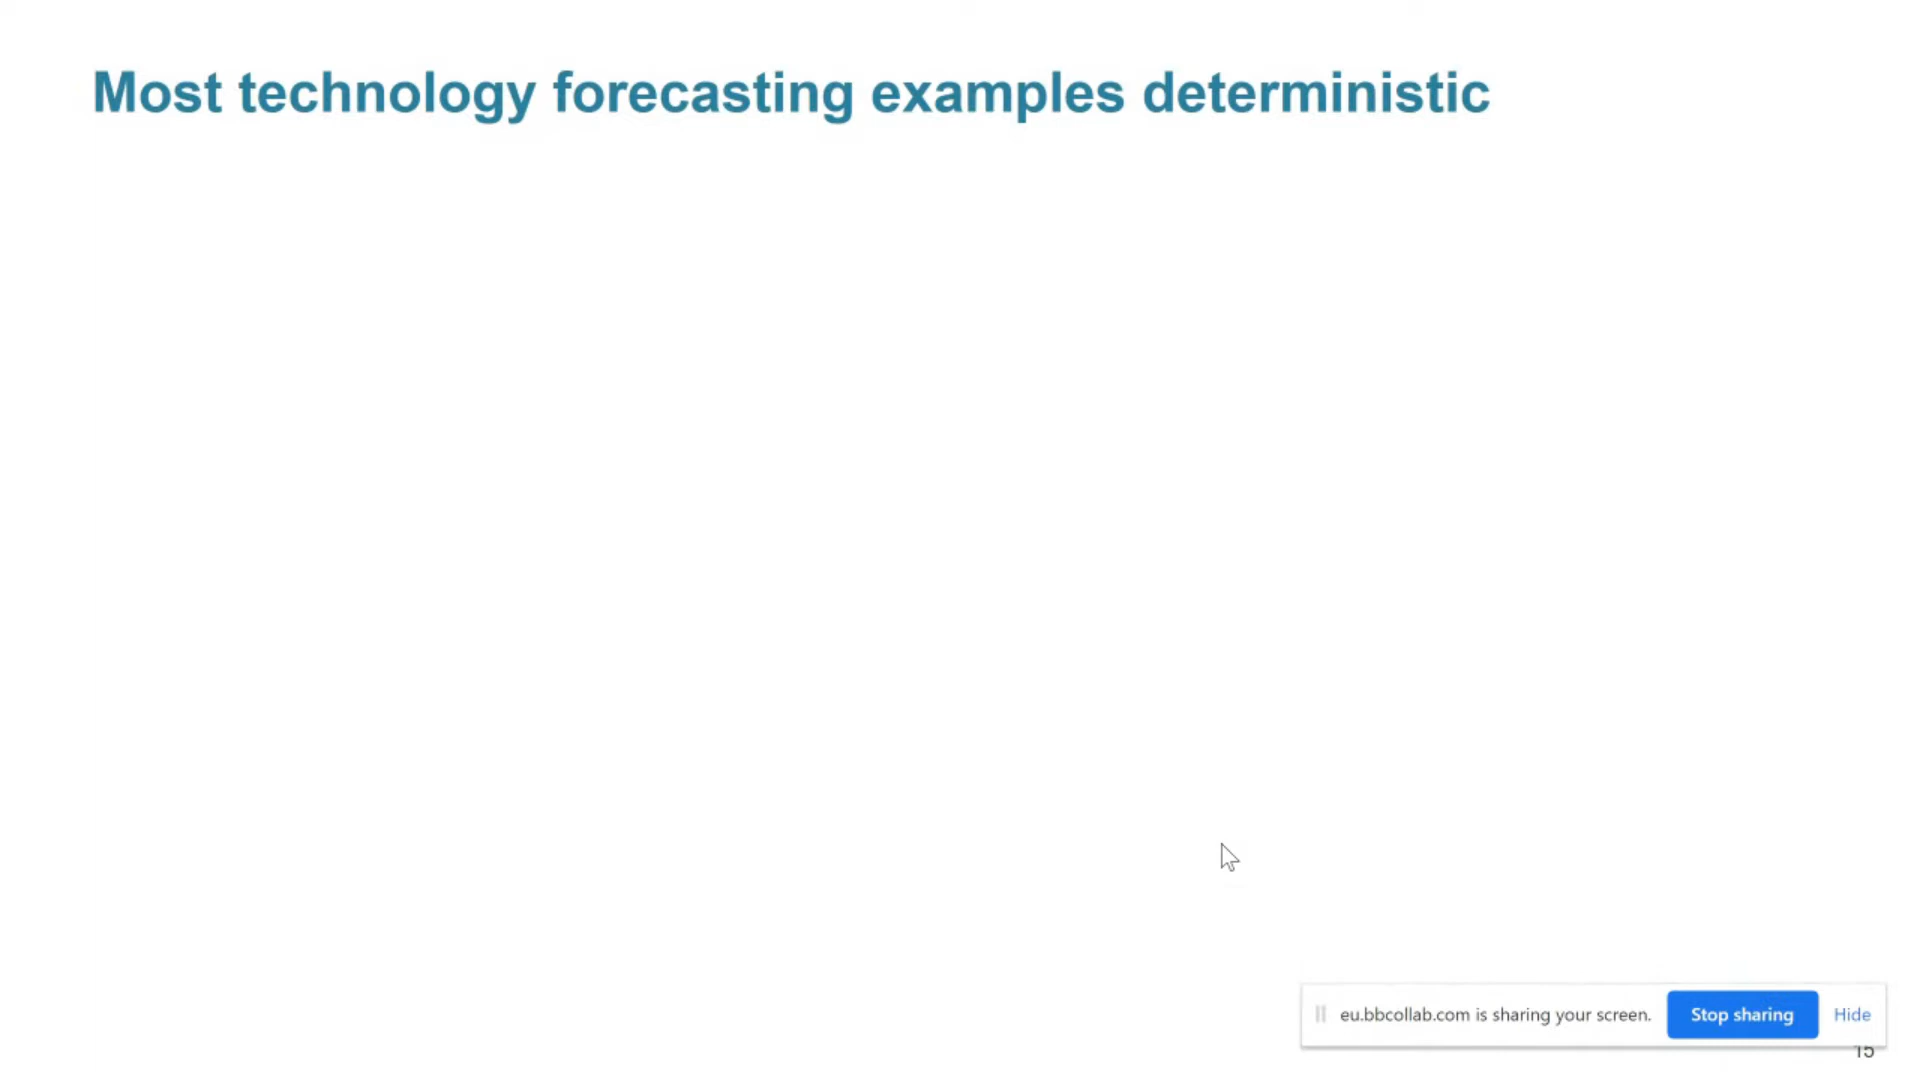 Most technology forecasting examples deterministic
eu.bbcollab.com is sharing your screen. Stop sharing Hide
15